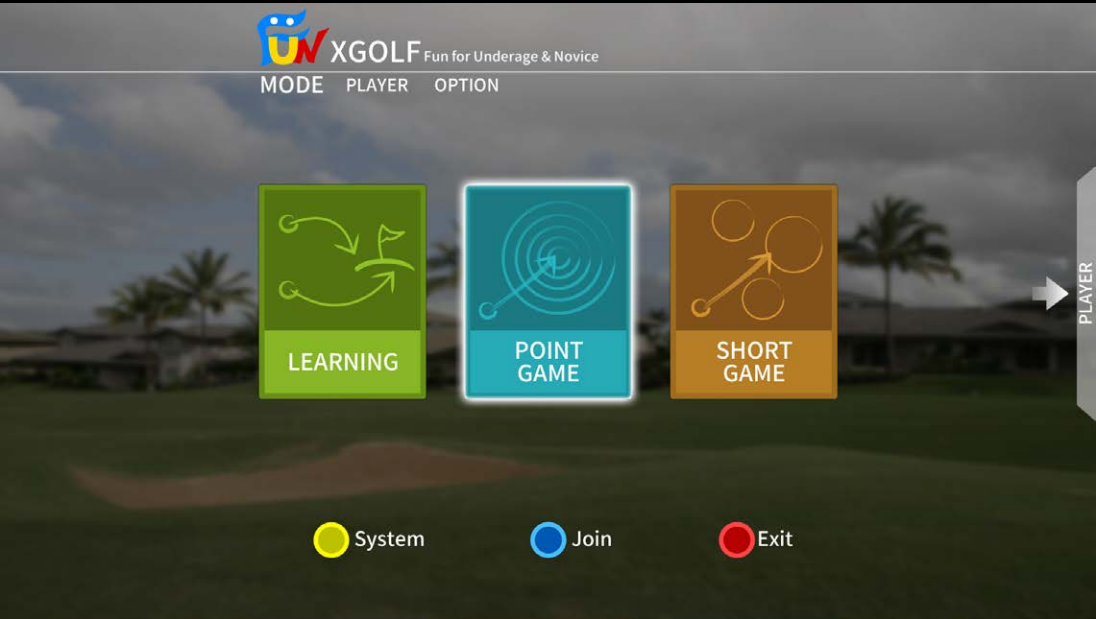 FUN XGOLF Fun for Underage & Novice
MODE PLAYER OPTION
LEARNING
POINT
GAME
SHORT
GAME
PLAYER
System Join Exit